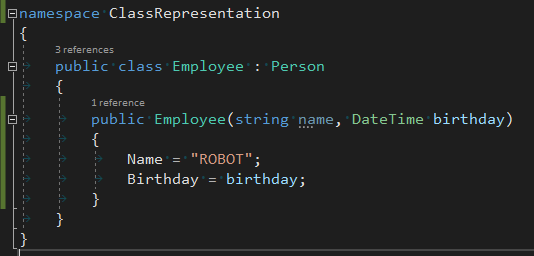 namespace ClassRepresentation
{
3 references
public class Employee : Person
{
1 reference
public Employee(string name, DateTime birthday)
{
Name = "ROBOT";
Birthday = birthday;
}
}
}